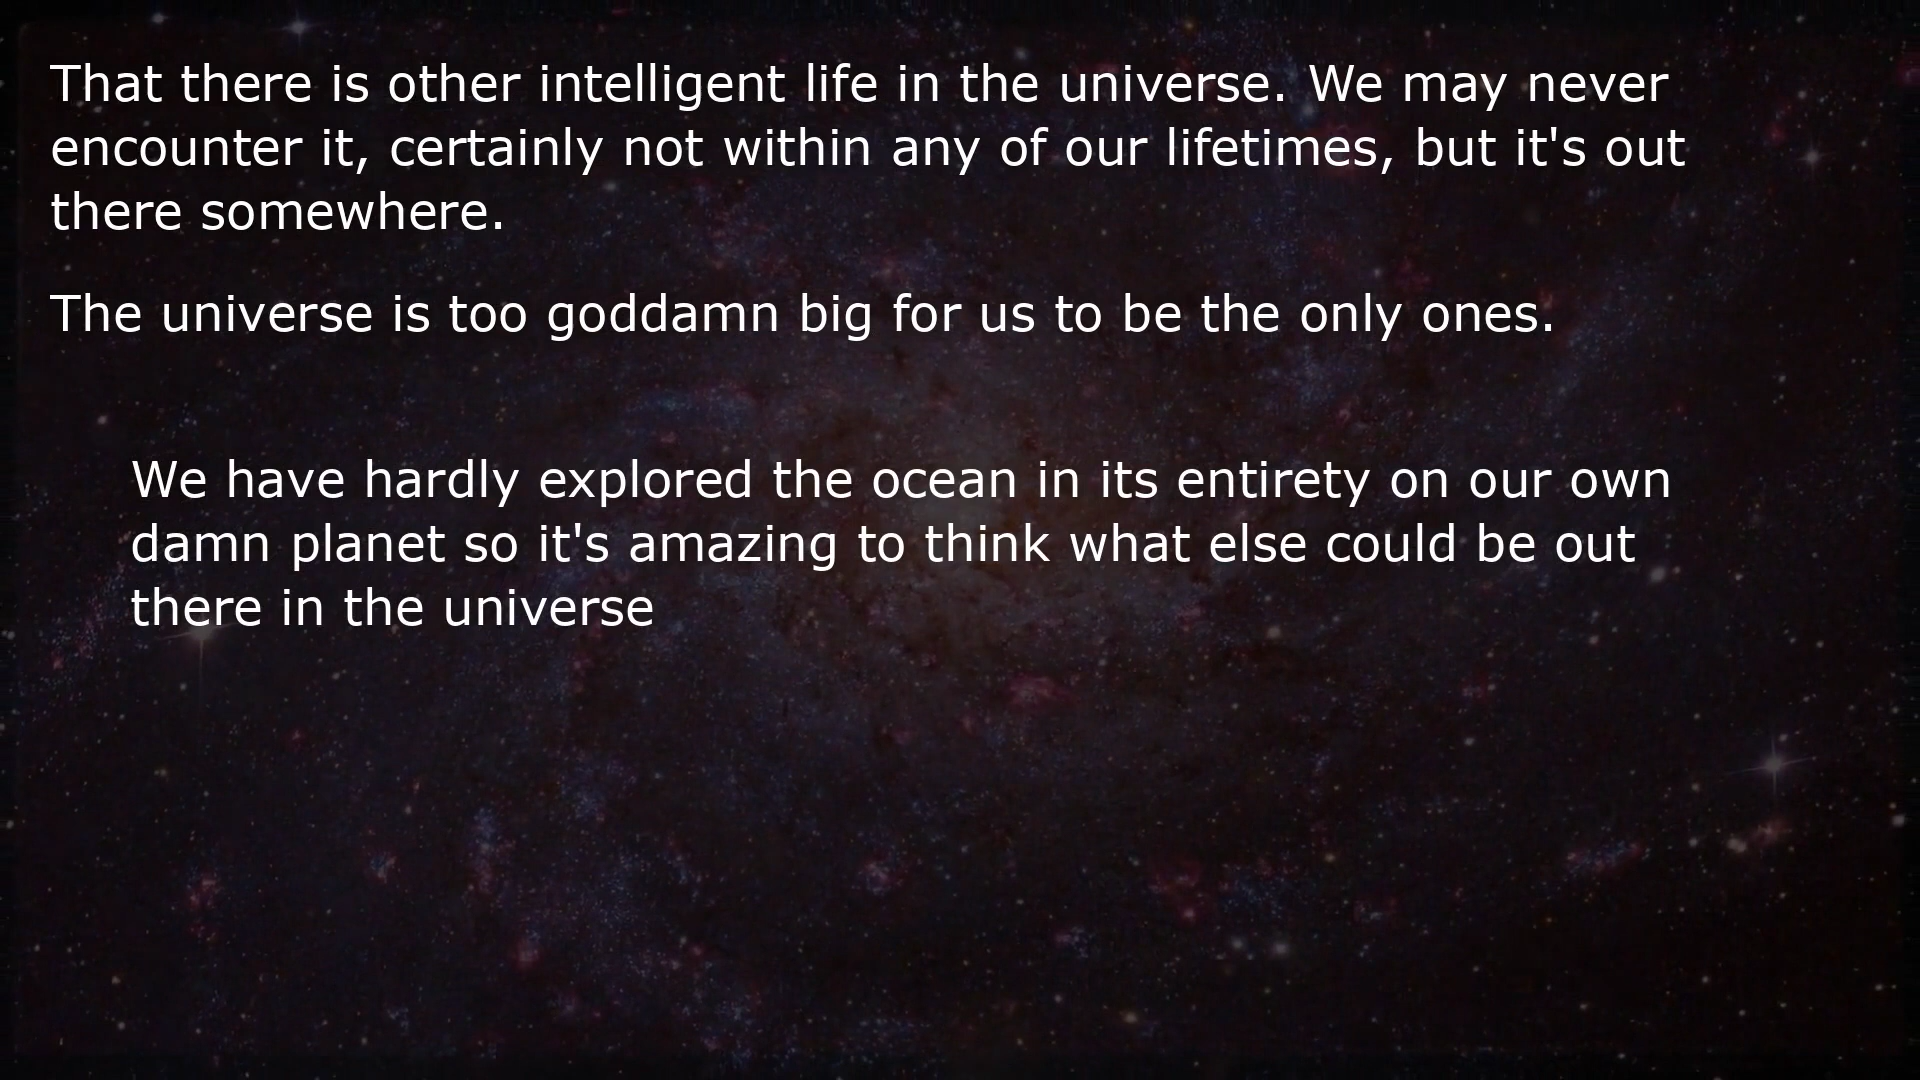 That there is other intelligent life in the universe. We may never
encounter it, certainly not within any of our lifetimes, but it's out
there somewhere.
The universe is too goddamn big for us to be the only ones.
We have hardly explored the ocean in its entirety on our own
damn planet so it's amazing to think what else could be out
there in the universe